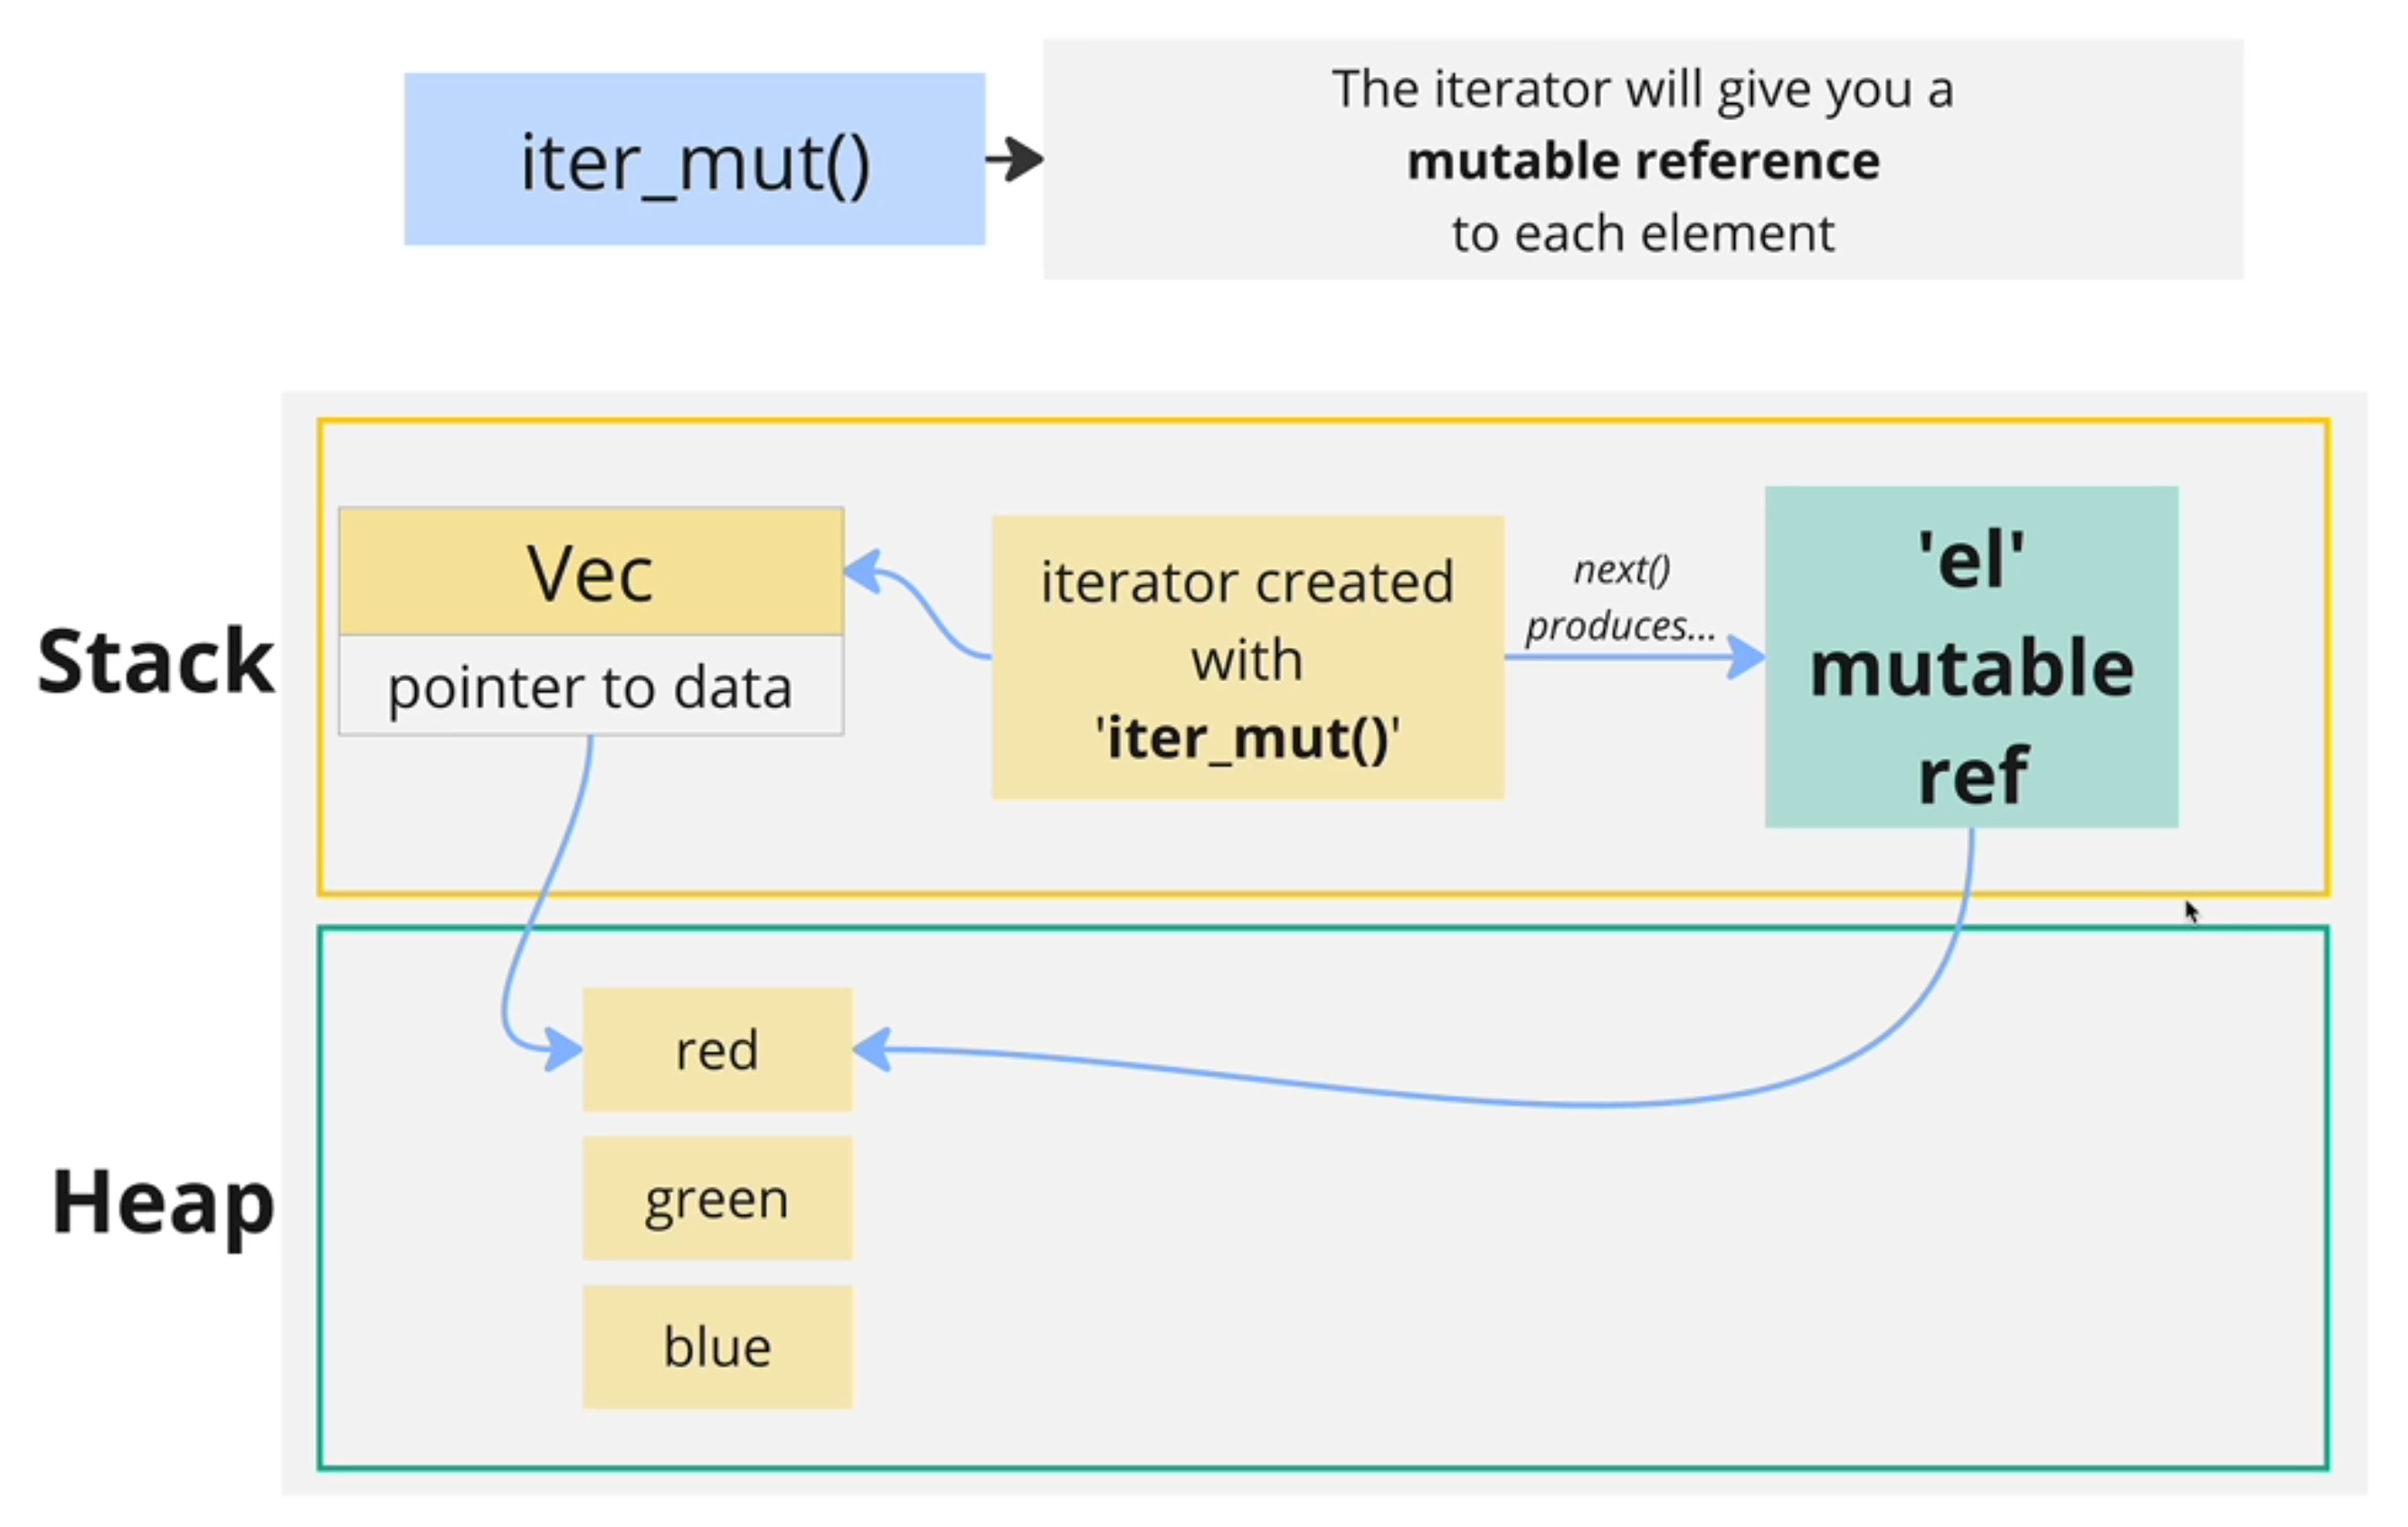 iter_mut()
The iterator will give you a
mutable reference
to each element
Stack
Vec
pointer to data
iterator created
with
'iter_mut()'
next()
produces...
'el'
mutable
ref
Heap
red
green
blue